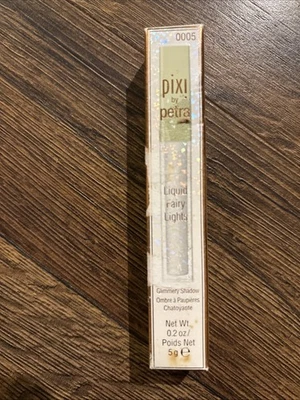 0005
pixi
by
petra
Liquid
Fairy
Lights
Glimmery Shadow
Ombre à Paupières
Chatoyante
Net Wt.
0.2 oz/
Poids Net
5g ℮